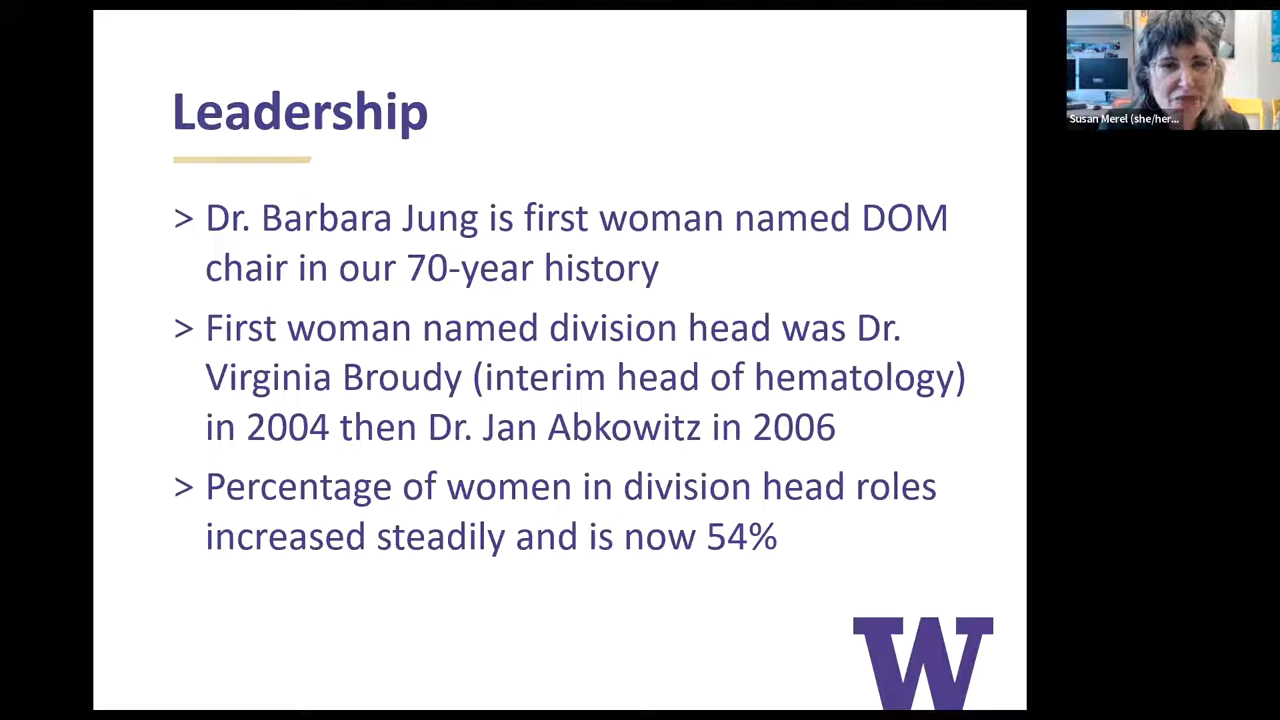 Leadership
> Dr. Barbara Jung is first woman named DOM
chair in our 70-year history
> First woman named division head was Dr.
Virginia Broudy (interim head of hematology)
in 2004 then Dr. Jan Abkowitz in 2006
> Percentage of women in division head roles
increased steadily and is now 54%
W
Susan Merel (she/her...